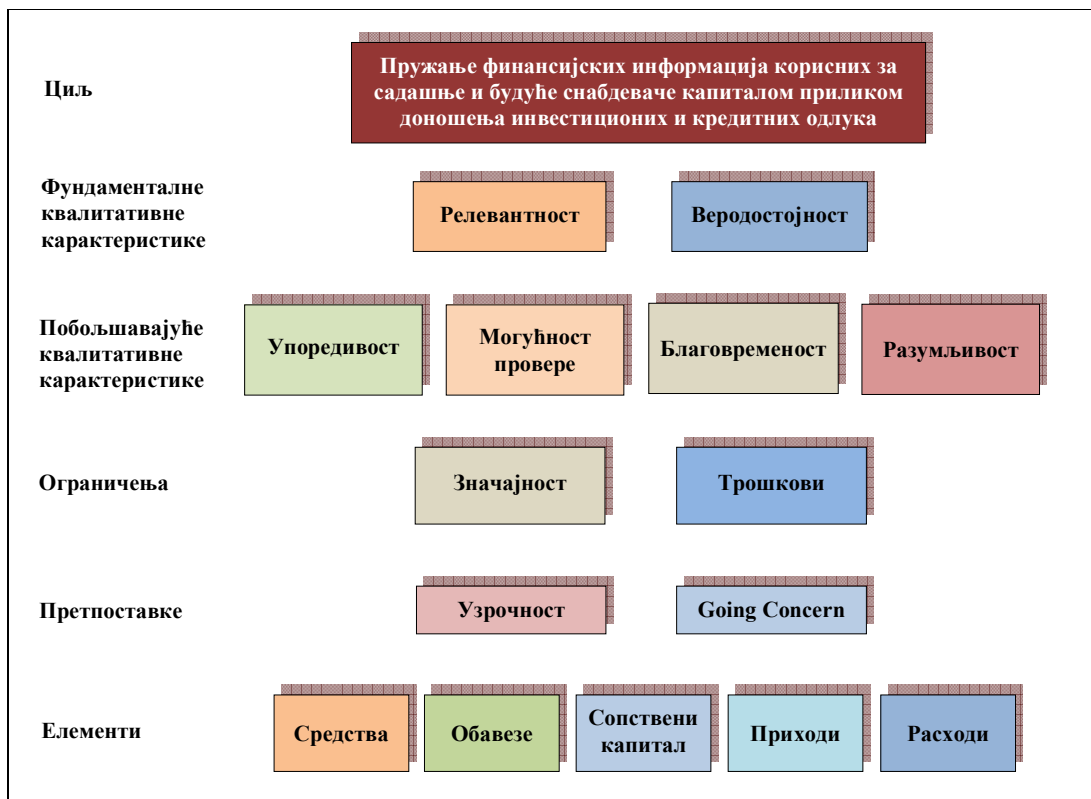 Циљ
Пружање финансијских информација корисних за
садашње и будуће снабдеваче капиталом приликом
доношења инвестиционих и кредитних одлука
Фундаменталне
квалитативне
карактеристике
Релевантност
Веродостојност
Побољшавајуће
квалитативне
карактеристике
Упоредивост
Могућност
провере
Благовременост
Разумљивост
Ограничења
Значајност
Трошкови
Претпоставке
Узрочност
Going Concern
Елементи
Средства
Обавезе
Сопствени
капитал
Приходи
Расходи